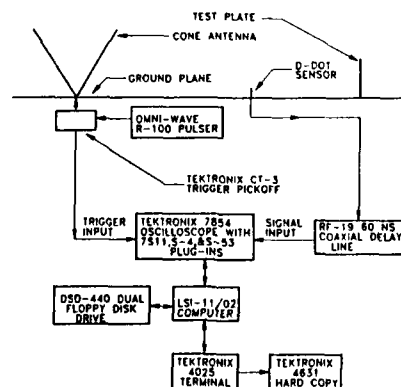 TEST PLATE
CONE ANTENNA
D-DOT
SENSOR
GROUND PLANE
OMNI-WAVE
R-100 PULSER
TEKTRONIX CT-3
TRIGGER PICKOFF
TRIGGER
INPUT
TEKTRONIX 7854
OSCILLOSCOPE WITH
7S11,S-4,&S-53
PLUG-INS
SIGNAL
INPUT
RF-19 60 NS
COAXIAL DELAY
LINE
DSD-440 DUAL
FLOPPY DISK
DRIVE
LSI-11/02
COMPUTER
TEKTRONIX
4025
TERMINAL
TEKTRONIX
4631
HARD COPY